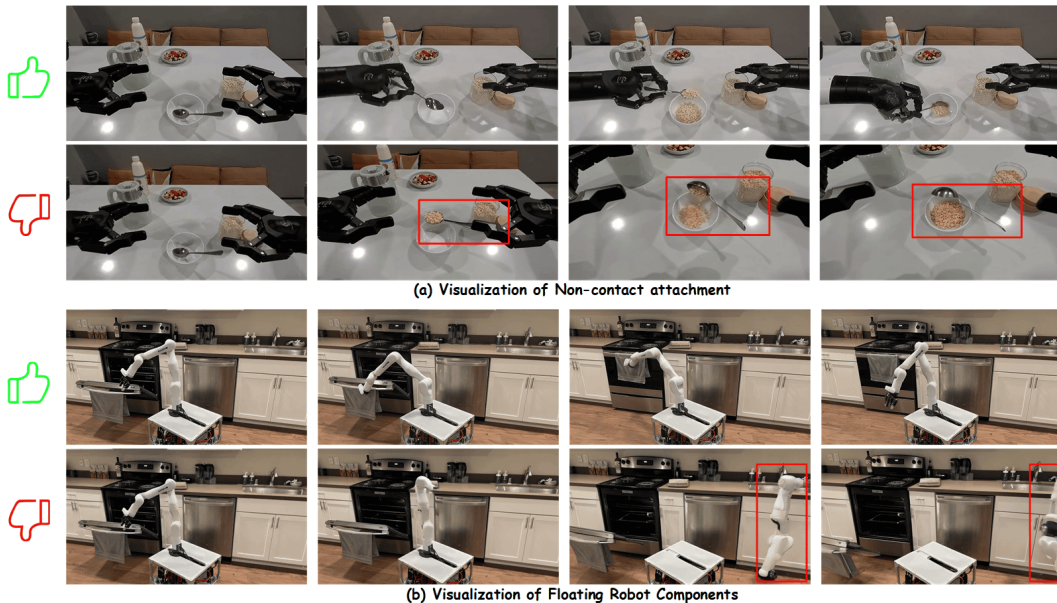 (a) Visualization of Non-contact attachment
(b) Visualization of Floating Robot Components